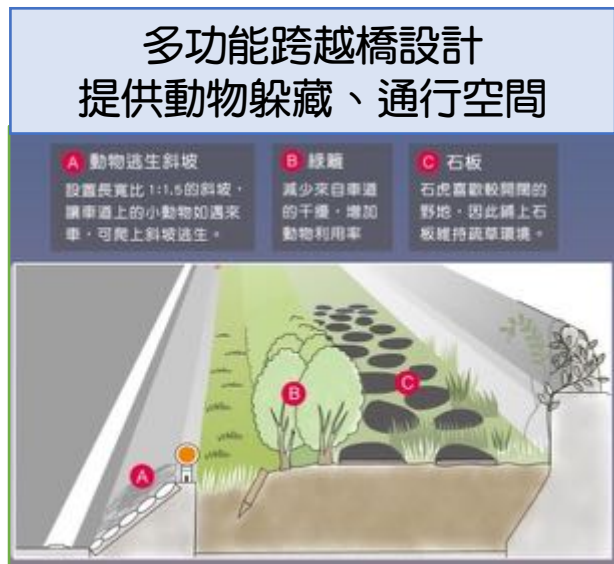 多功能跨越橋設計
提供動物躲藏、通行空間
A 動物逃生斜坡
設置長寬比1:1.5的斜坡，
讓車道上的小動物如遇來
車，可爬上斜坡逃生。
B 綠籬
減少來自車道
的干擾，增加
動物利用率
C 石板
石虎喜歡較開闊的
野地，因此鋪上石
板維持疏草環境。
B
C
A